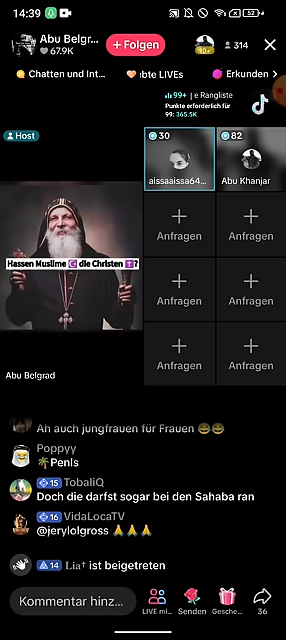 14:39
Abu Belgr...
67.9K
+ Folgen
10+
314
Chatten und Int...
bte LIVEs
Erkunden
99+ | e Rangliste
Punkte erforderlich für
99: 365.5K
Host
30
82
aissaaissa64...
Abu Khanjar
Hassen Muslime die Christen ?
Anfragen
Anfragen
Anfragen
Anfragen
Anfragen
Anfragen
Abu Belgrad
Ah auch jungfrauen für Frauen 😂😂
Poppyy
🌴Penls
15 TobaliQ
Doch die darfst sogar bei den Sahaba ran
16 VidaLocaTV
@jerylolgross 🙏🙏🙏
14 𝐋𝐢𝐚† ist beigetreten
Kommentar hinz...
LIVE mi...
Senden
Gesche...
36